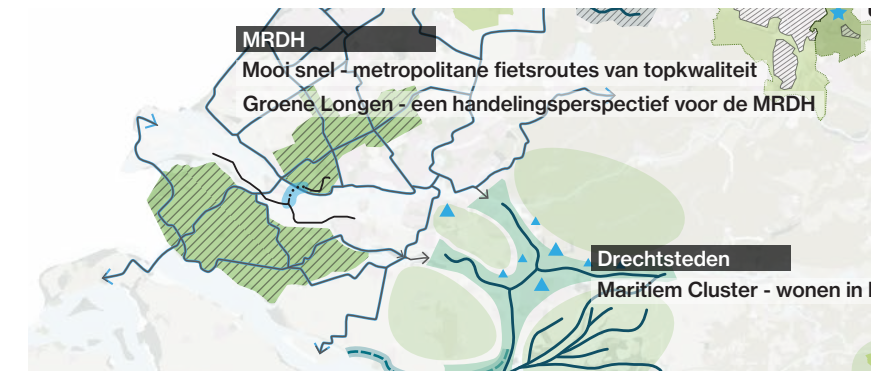 MRDH
Mooi snel - metropolitane fietsroutes van topkwaliteit
Groene Longen - een handelingsperspectief voor de MRDH
Drechtsteden
Maritiem Cluster - wonen in